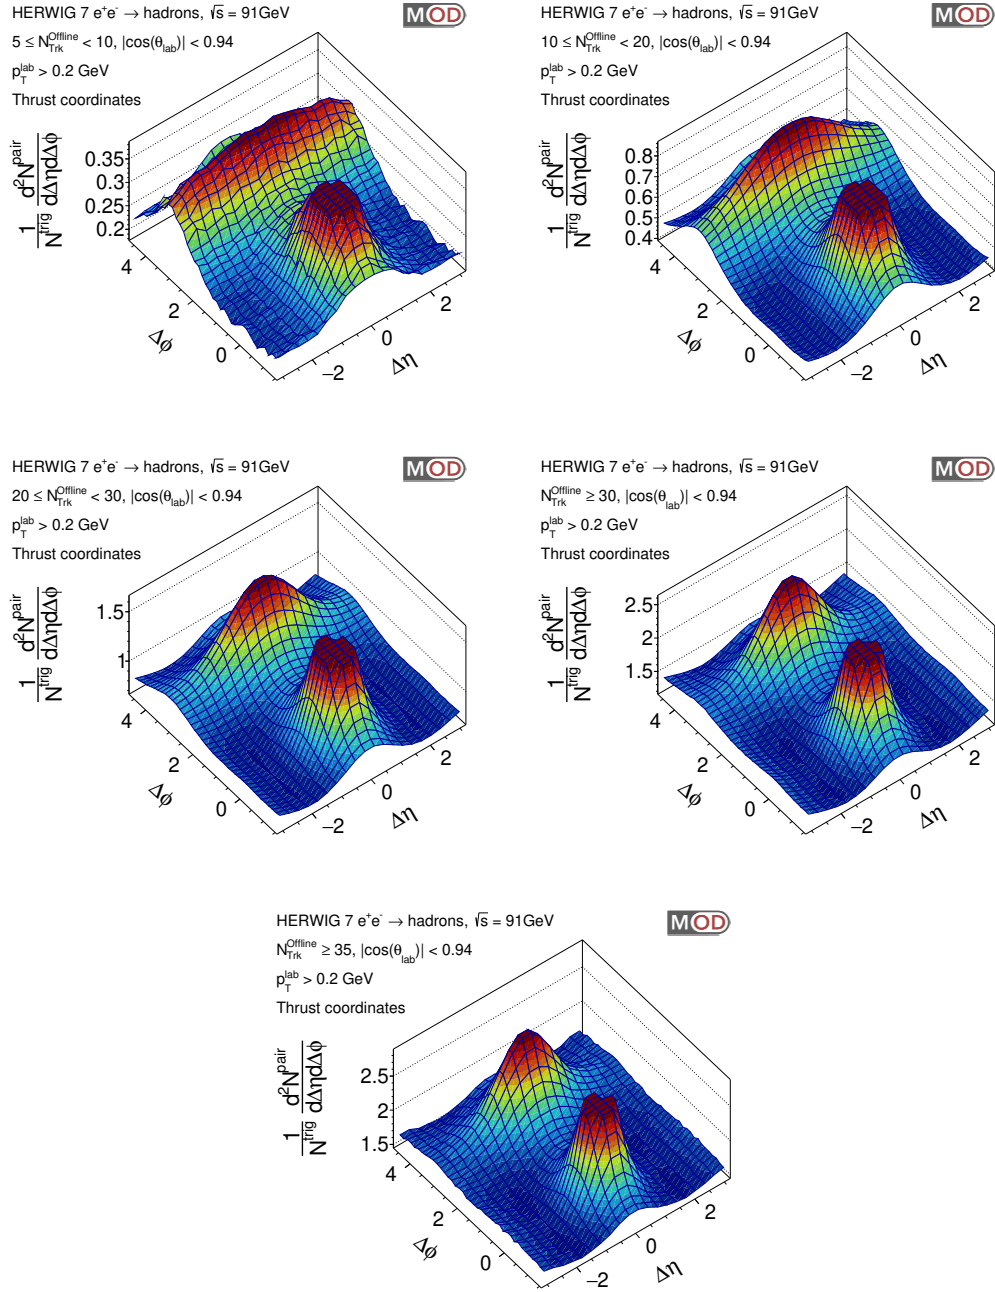 HERWIG 7 e⁺e⁻ → hadrons, √s = 91GeV
MOD
5 ≤ N_Trk^Offline < 10, |cos(θ_lab)| < 0.94
p_T^lab > 0.2 GeV
Thrust coordinates
1/N^trig d²N^pair/dΔηdΔφ
0.35
0.3
0.25
0.2
4
2
0
Δφ
−2
0
2
Δη
HERWIG 7 e⁺e⁻ → hadrons, √s = 91GeV
MOD
10 ≤ N_Trk^Offline < 20, |cos(θ_lab)| < 0.94
p_T^lab > 0.2 GeV
Thrust coordinates
1/N^trig d²N^pair/dΔηdΔφ
0.8
0.7
0.6
0.5
0.4
4
2
0
Δφ
−2
0
2
Δη
HERWIG 7 e⁺e⁻ → hadrons, √s = 91GeV
MOD
20 ≤ N_Trk^Offline < 30, |cos(θ_lab)| < 0.94
p_T^lab > 0.2 GeV
Thrust coordinates
1/N^trig d²N^pair/dΔηdΔφ
1.5
1
4
2
0
Δφ
−2
0
2
Δη
HERWIG 7 e⁺e⁻ → hadrons, √s = 91GeV
MOD
N_Trk^Offline ≥ 30, |cos(θ_lab)| < 0.94
p_T^lab > 0.2 GeV
Thrust coordinates
1/N^trig d²N^pair/dΔηdΔφ
2.5
2
1.5
4
2
0
Δφ
−2
0
2
Δη
HERWIG 7 e⁺e⁻ → hadrons, √s = 91GeV
MOD
N_Trk^Offline ≥ 35, |cos(θ_lab)| < 0.94
p_T^lab > 0.2 GeV
Thrust coordinates
1/N^trig d²N^pair/dΔηdΔφ
2.5
2
1.5
4
2
0
Δφ
−2
0
2
Δη